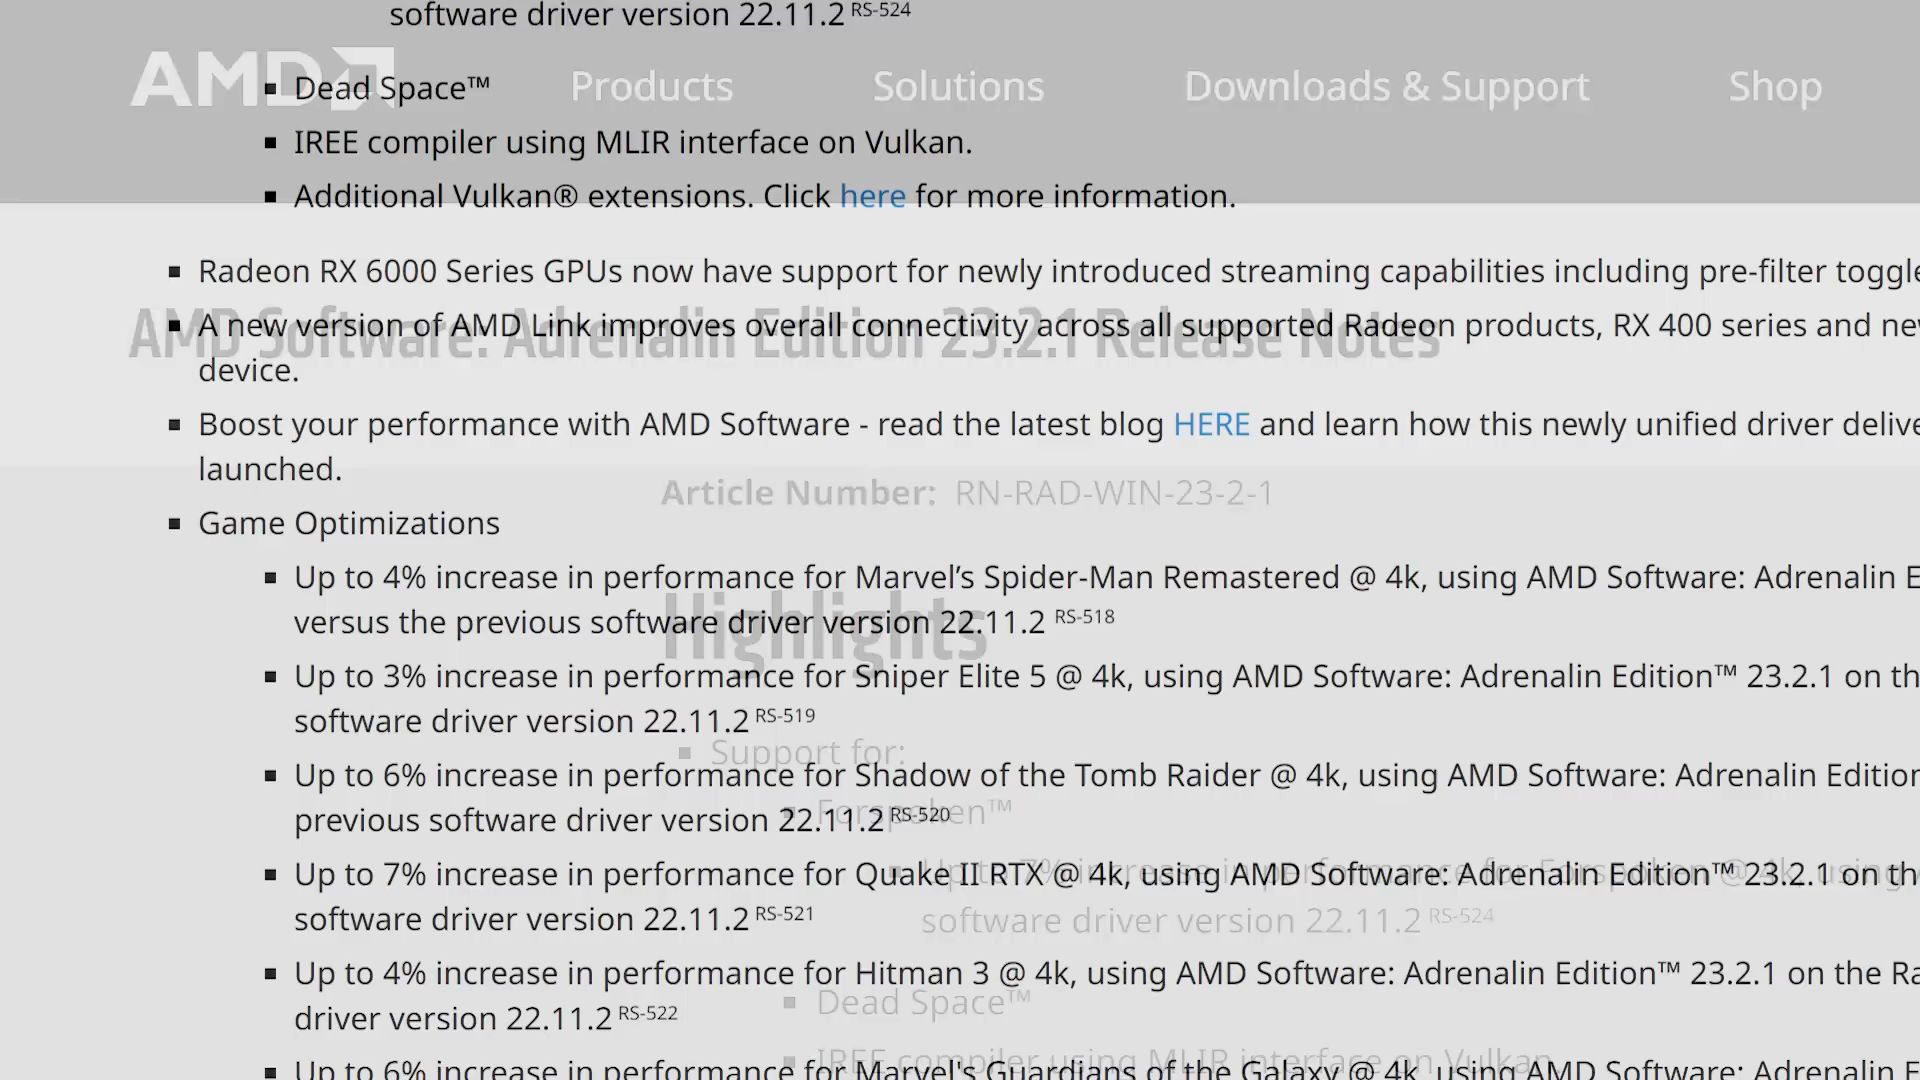 software driver version 22.11.2 RS-524
AMD
Products
Solutions
Downloads & Support
Shop
Dead Space™
IREE compiler using MLIR interface on Vulkan.
Additional Vulkan® extensions. Click here for more information.
Radeon RX 6000 Series GPUs now have support for newly introduced streaming capabilities including pre-filter toggle
AMD Software: Adrenalin Edition 23.2.1 Release Notes
A new version of AMD Link improves overall connectivity across all supported Radeon products, RX 400 series and
device.
Boost your performance with AMD Software - read the latest blog HERE and learn how this newly unified driver
launched.
Article Number: RN-RAD-WIN-23-2-1
Game Optimizations
Up to 4% increase in performance for Marvel’s Spider-Man Remastered @ 4k, using AMD Software: Adrenalin
Highlights
versus the previous software driver version 22.11.2 RS-518
Up to 3% increase in performance for Sniper Elite 5 @ 4k, using AMD Software: Adrenalin Edition™ 23.2.1 on
software driver version 22.11.2 RS-519
Support for:
Up to 6% increase in performance for Shadow of the Tomb Raider @ 4k, using AMD Software: Adrenalin Edition
Forspoken™
previous software driver version 22.11.2 RS-520
Up to 7% increase in performance for Quake II RTX @ 4k, using AMD Software: Adrenalin Edition™ 23.2.1 on
Up to 7% increase in performance for Forspoken @ 4k, using
software driver version 22.11.2 RS-521
software driver version 22.11.2 RS-524
Up to 4% increase in performance for Hitman 3 @ 4k, using AMD Software: Adrenalin Edition™ 23.2.1 on the
Dead Space™
driver version 22.11.2 RS-522
IREE compiler using MLIR interface on Vulkan.
Up to 6% increase in performance for Marvel's Guardians of the Galaxy @ 4k, using AMD Software: Adrenalin